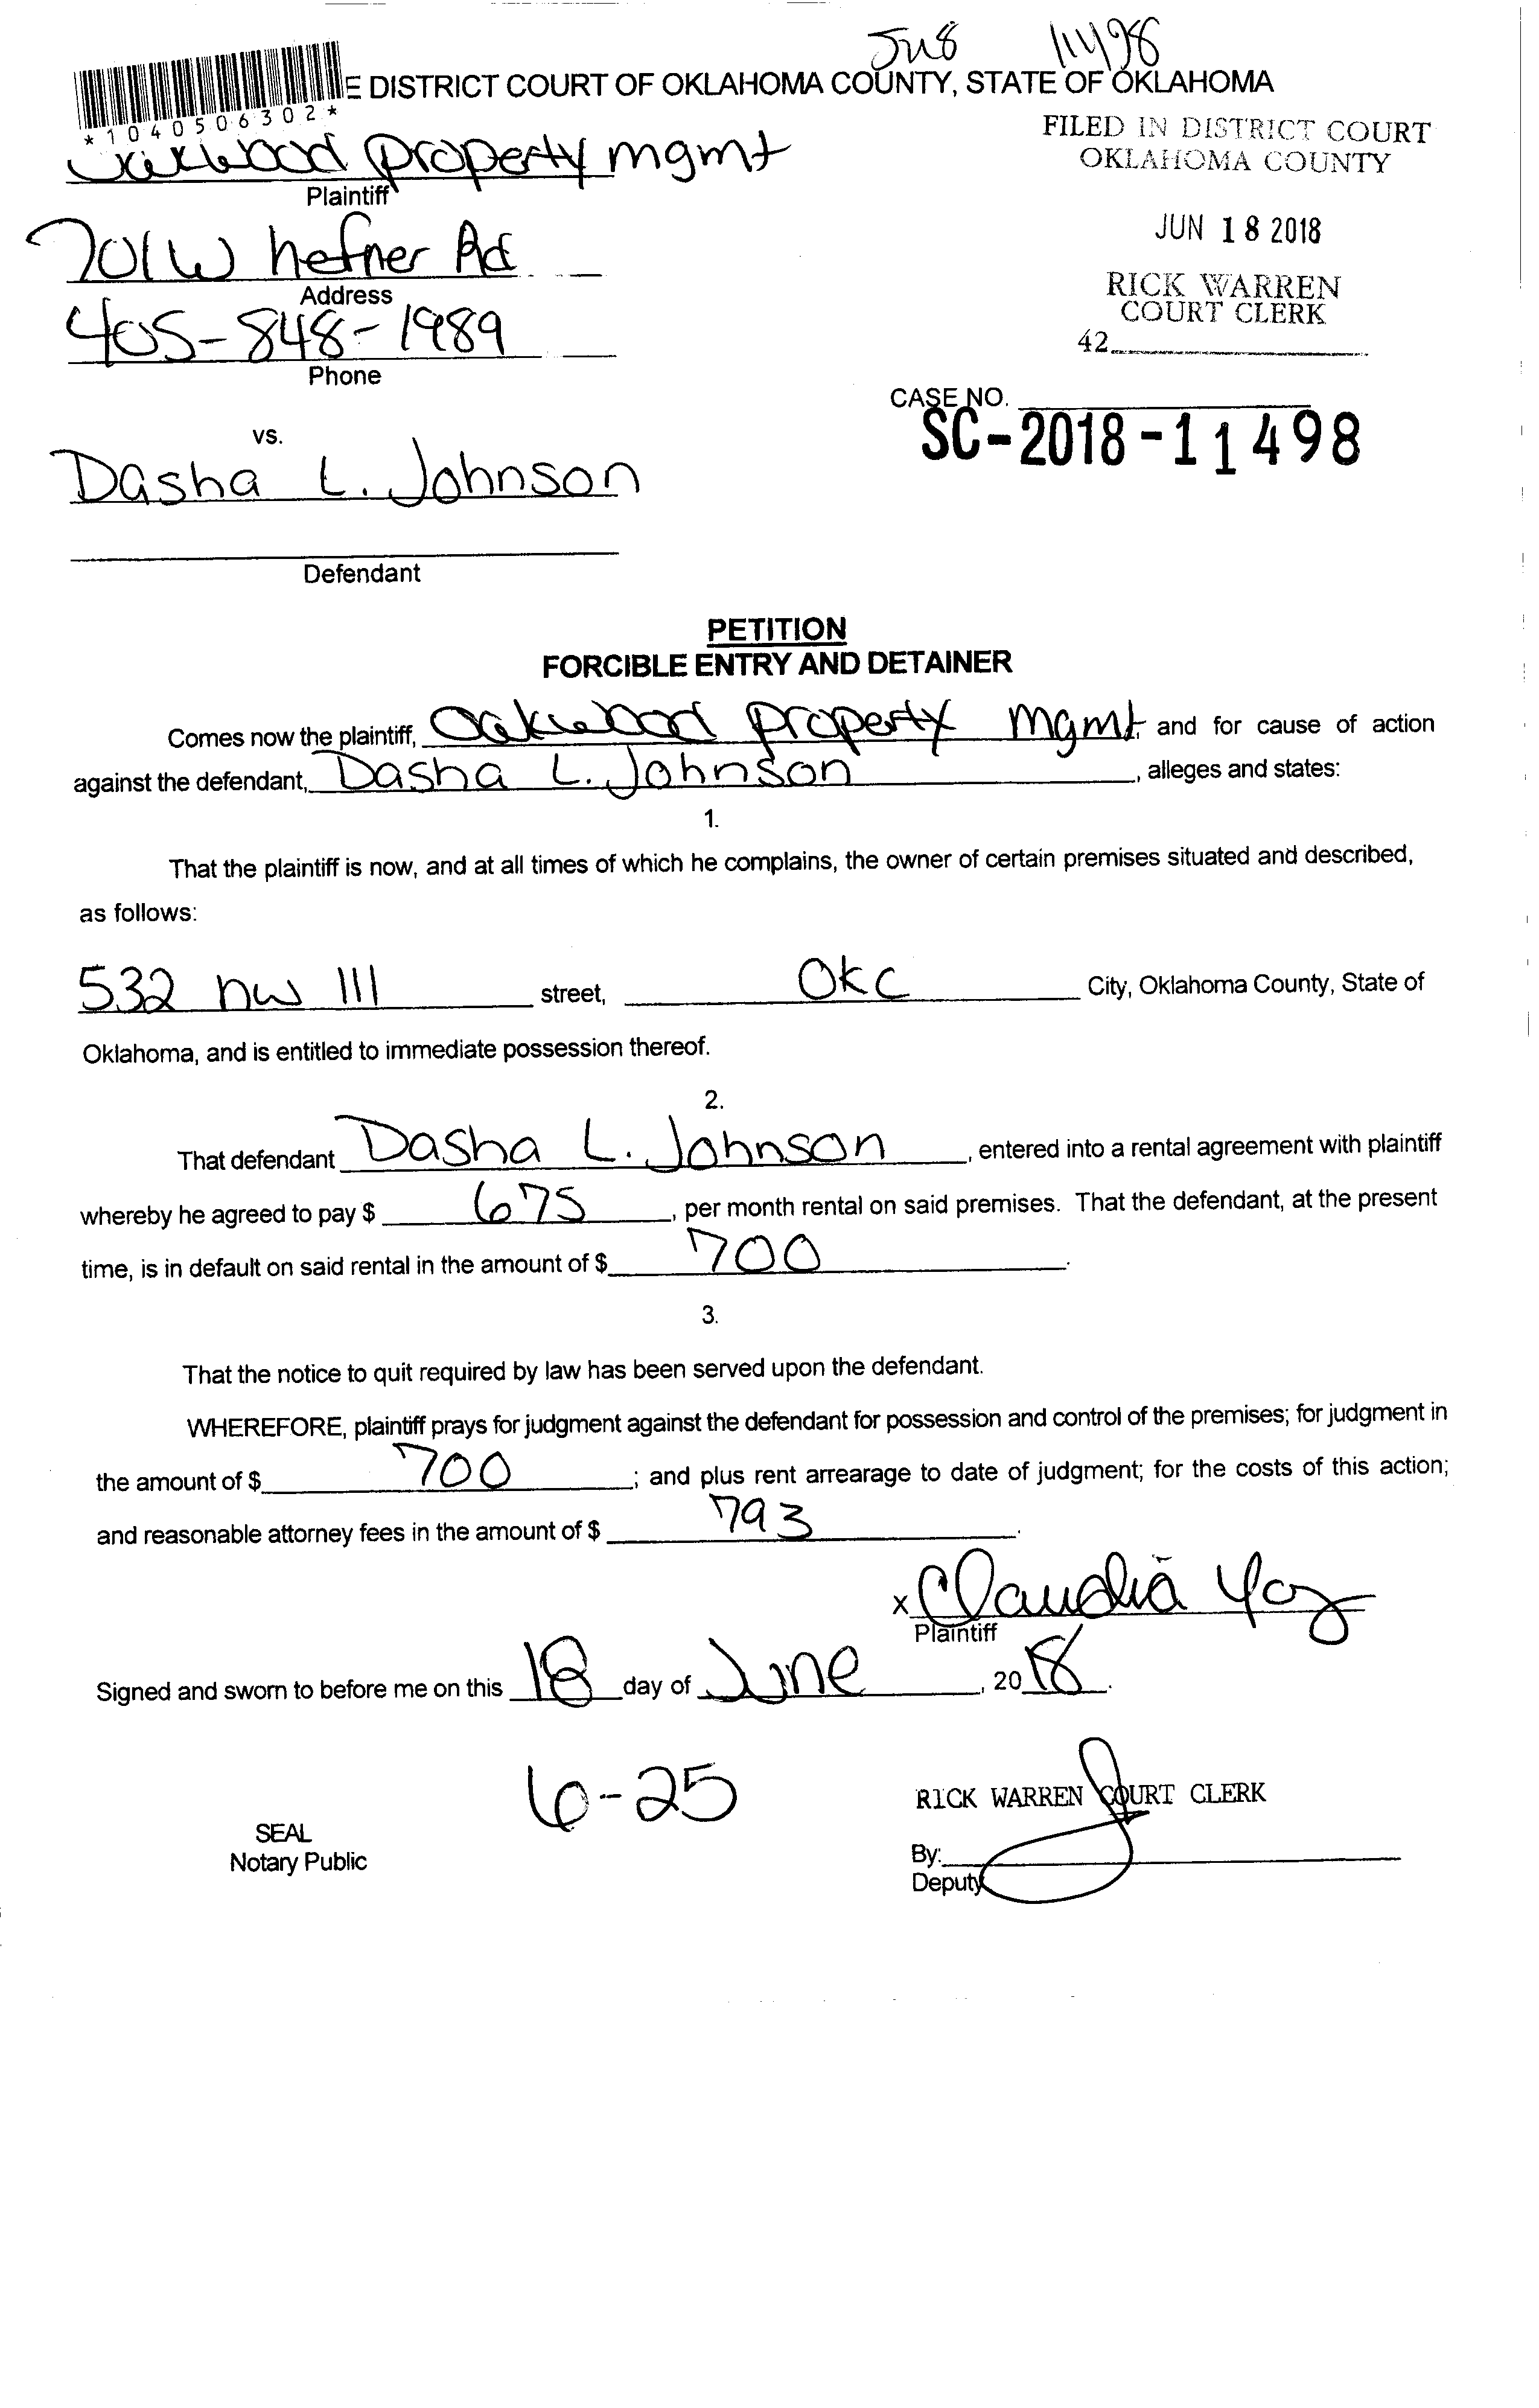 11498
E DISTRICT COURT OF OKLAHOMA COUNTY, STATE OF OKLAHOMA
*1040506302*
FILED IN DISTRICT COURT
OKLAHOMA COUNTY
Oakwood property mgmt
Plaintiff
JUN 18 2018
701 W hefner Rd
Address
RICK WARREN
COURT CLERK
405-848-1989
42
Phone
CASE NO.
SC-2018-11498
vs.
Dasha L. Johnson
Defendant
PETITION
FORCIBLE ENTRY AND DETAINER
Comes now the plaintiff, Oakwood property mgmt, and for cause of action
against the defendant, Dasha L. Johnson, alleges and states:
1.
That the plaintiff is now, and at all times of which he complains, the owner of certain premises situated and described,
as follows:
532 nw 111 street, OKC City, Oklahoma County, State of
Oklahoma, and is entitled to immediate possession thereof.
2.
That defendant Dasha L. Johnson, entered into a rental agreement with plaintiff
whereby he agreed to pay $ 675, per month rental on said premises. That the defendant, at the present
time, is in default on said rental in the amount of $ 700.
3.
That the notice to quit required by law has been served upon the defendant.
WHEREFORE, plaintiff prays for judgment against the defendant for possession and control of the premises; for judgment in
the amount of $ 700; and plus rent arrearage to date of judgment; for the costs of this action;
and reasonable attorney fees in the amount of $ 793.
x Claudia
Plaintiff
Signed and sworn to before me on this 18 day of June, 2018.
6-25
RICK WARREN COURT CLERK
SEAL
Notary Public
By:
Deputy